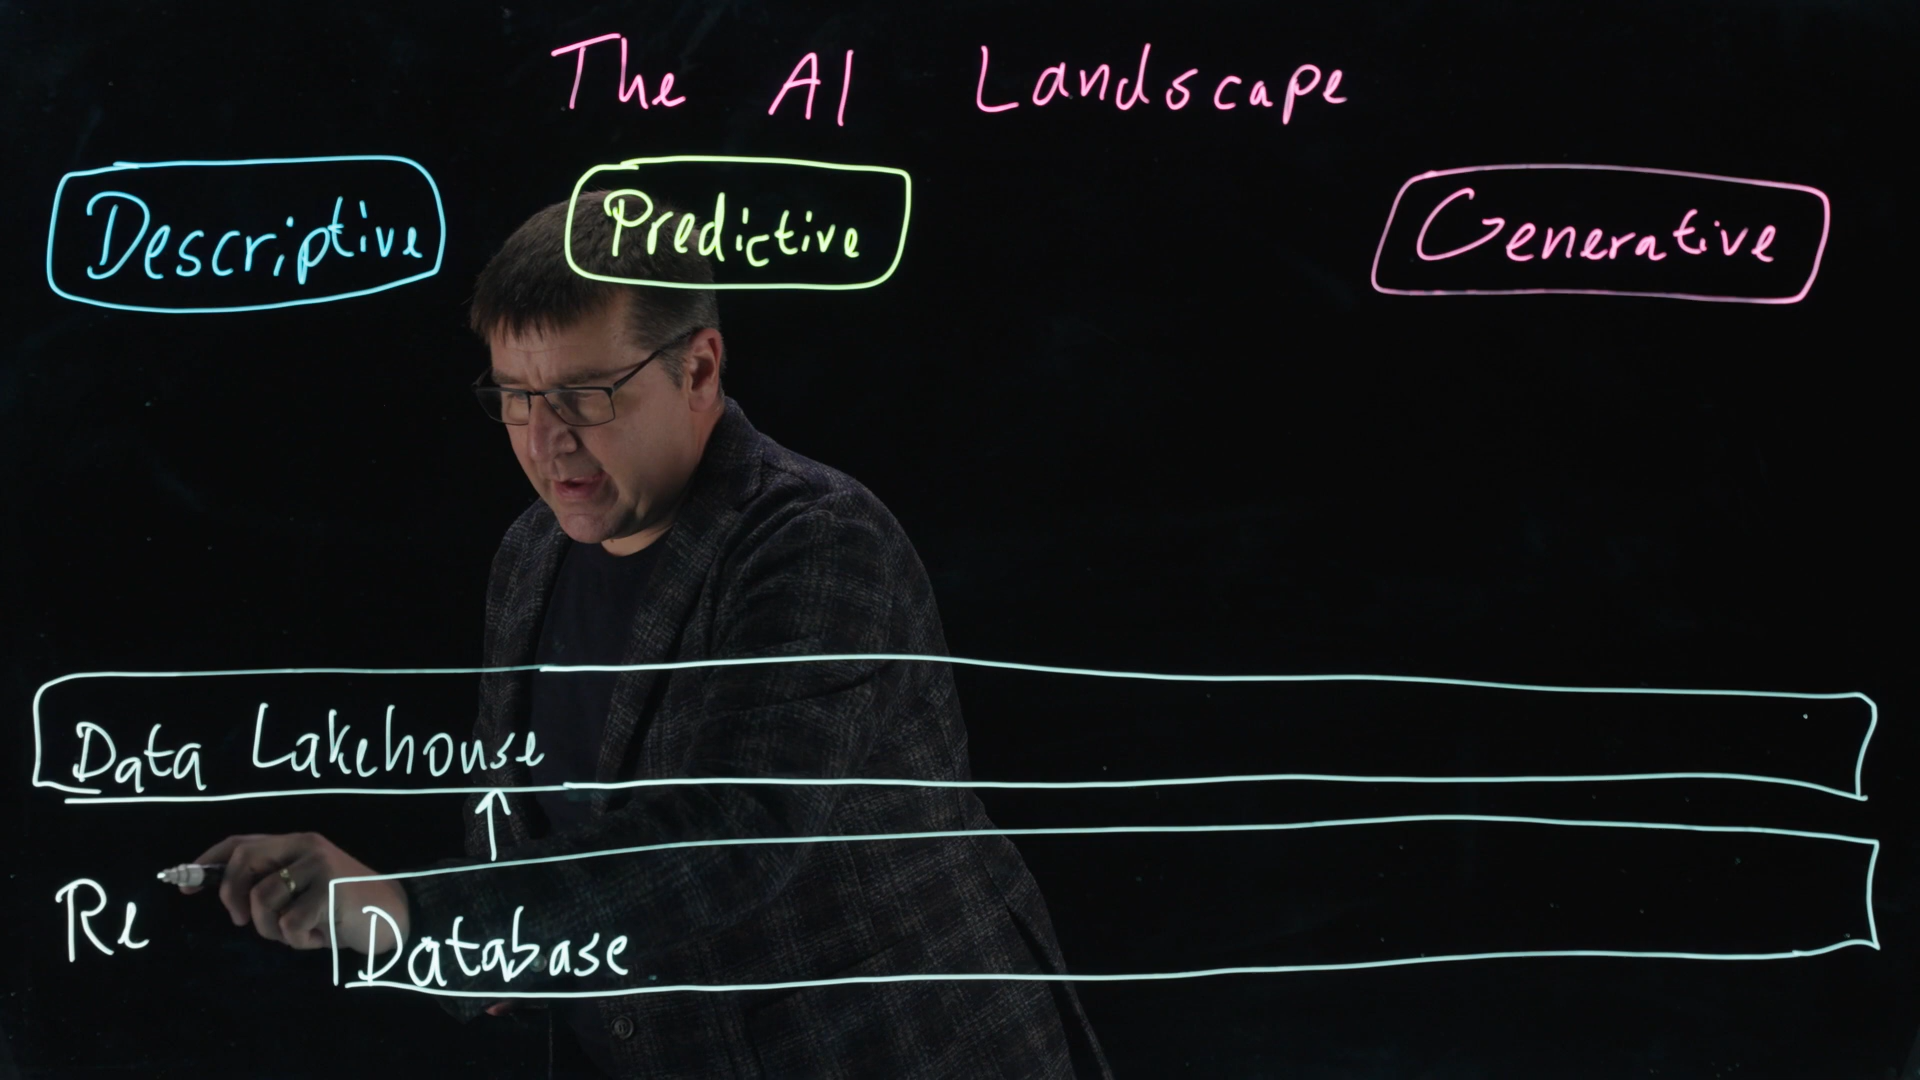 The AI Landscape
Descriptive Predictive Generative
Data Lakehouse
Re Database